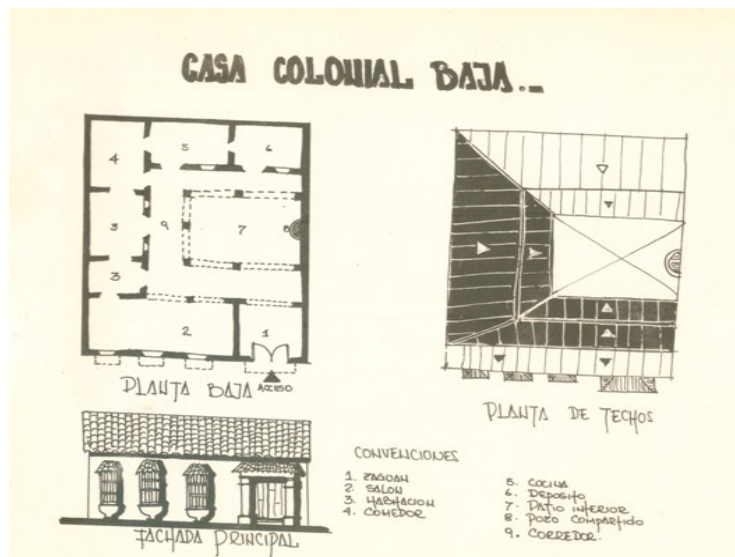 CASA COLONIAL BAJA.-
4
5
6
3
9
7
8
3
2
1
PLANTA BAJA
ACCESO
PLANTA DE TECHOS
FACHADA PRINCIPAL
CONVENCIONES
1. ZAGUAN
2. SALON
3. HABITACION
4. COMEDOR
5. COCINA
6. DEPOSITO
7. PATIO INTERIOR
8. POZO COMPARTIDO
9. CORREDOR.